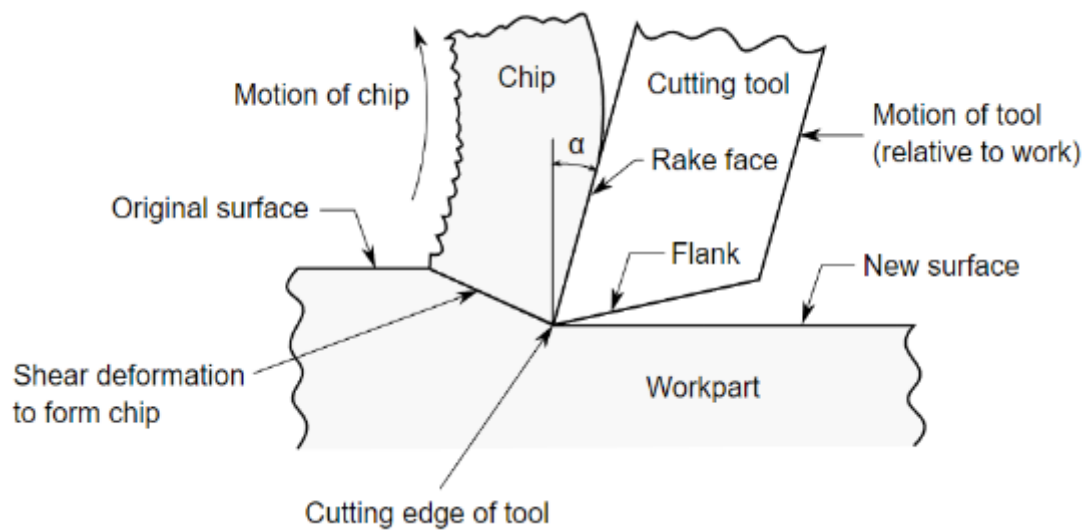 Chip
Cutting tool
Motion of chip
Motion of tool
(relative to work)
α
Rake face
Original surface
Flank
New surface
Shear deformation
to form chip
Workpart
Cutting edge of tool